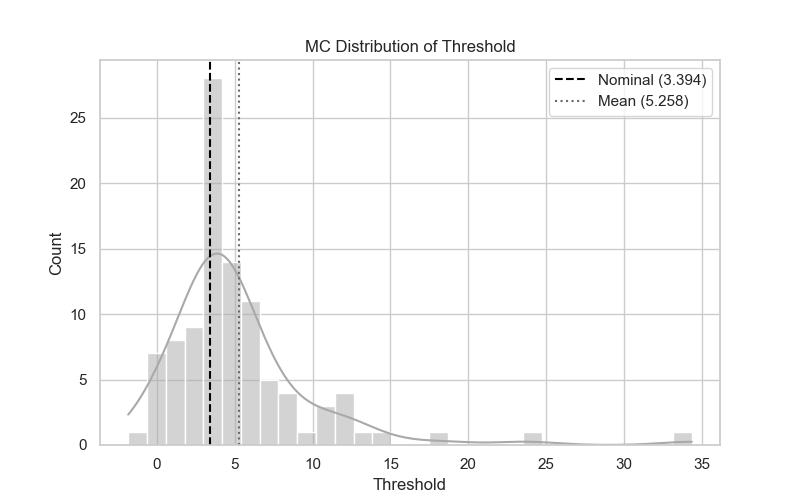 MC Distribution of Threshold
Nominal (3.394)
Mean (5.258)
Count
25
20
15
10
5
0
0 5 10 15 20 25 30 35
Threshold